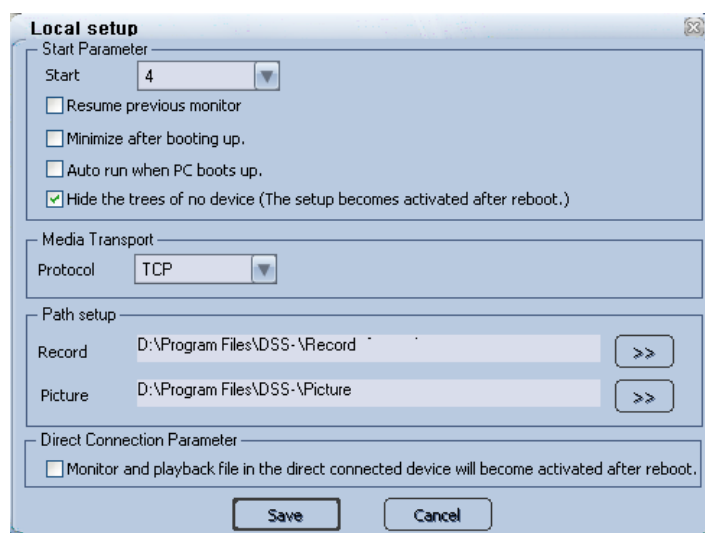 Local setup
Start Parameter
Start 4
Resume previous monitor
Minimize after booting up.
Auto run when PC boots up.
Hide the trees of no device (The setup becomes activated after reboot.)
Media Transport
Protocol TCP
Path setup
Record D:\Program Files\DSS-\Record >>
Picture D:\Program Files\DSS-\Picture >>
Direct Connection Parameter
Monitor and playback file in the direct connected device will become activated after reboot.
Save Cancel